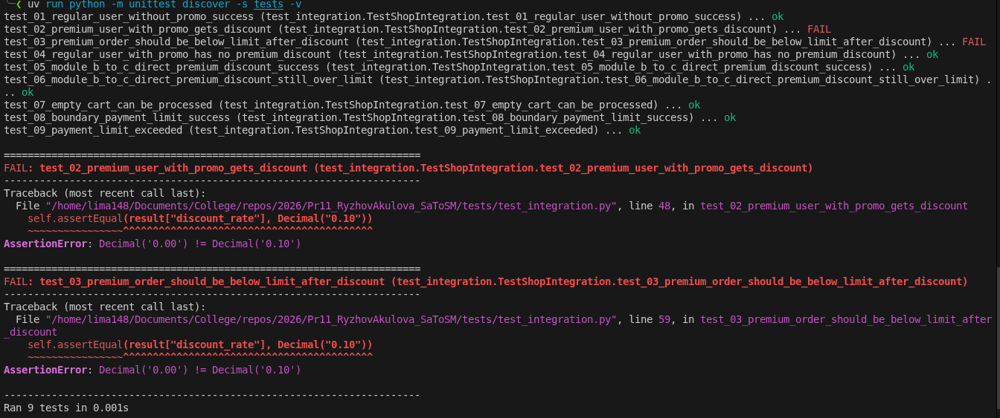 uv run python -m unittest discover -s tests -v
test_01_regular_user_without_promo_success (test_integration.TestShopIntegration.test_01_regular_user_without_promo_success) ... ok
test_02_premium_user_with_promo_gets_discount (test_integration.TestShopIntegration.test_02_premium_user_with_promo_gets_discount) ... FAIL
test_03_premium_order_should_be_below_limit_after_discount (test_integration.TestShopIntegration.test_03_premium_order_should_be_below_limit_after_discount) ... FAIL
test_04_regular_user_with_promo_has_no_premium_discount (test_integration.TestShopIntegration.test_04_regular_user_with_promo_has_no_premium_discount) ... ok
test_05_module_b_to_c_direct_premium_discount_success (test_integration.TestShopIntegration.test_05_module_b_to_c_direct_premium_discount_success) ... ok
test_06_module_b_to_c_direct_premium_discount_still_over_limit (test_integration.TestShopIntegration.test_06_module_b_to_c_direct_premium_discount_still_over_limit) .
.. ok
test_07_empty_cart_can_be_processed (test_integration.TestShopIntegration.test_07_empty_cart_can_be_processed) ... ok
test_08_boundary_payment_limit_success (test_integration.TestShopIntegration.test_08_boundary_payment_limit_success) ... ok
test_09_payment_limit_exceeded (test_integration.TestShopIntegration.test_09_payment_limit_exceeded) ... ok
======================================================================
FAIL: test_02_premium_user_with_promo_gets_discount (test_integration.TestShopIntegration.test_02_premium_user_with_promo_gets_discount)
----------------------------------------------------------------------
Traceback (most recent call last):
  File "/home/lima148/Documents/College/repos/2026/Pr11_RyzhovAkulova_SaToSM/tests/test_integration.py", line 48, in test_02_premium_user_with_promo_gets_discount
    self.assertEqual(result["discount_rate"], Decimal("0.10"))
    ~~~~~~~~~~~~~~~~^^^^^^^^^^^^^^^^^^^^^^^^^^^^^^^^^^^^^^^^^^
AssertionError: Decimal('0.00') != Decimal('0.10')
======================================================================
FAIL: test_03_premium_order_should_be_below_limit_after_discount (test_integration.TestShopIntegration.test_03_premium_order_should_be_below_limit_after_discount)
----------------------------------------------------------------------
Traceback (most recent call last):
  File "/home/lima148/Documents/College/repos/2026/Pr11_RyzhovAkulova_SaToSM/tests/test_integration.py", line 59, in test_03_premium_order_should_be_below_limit_after
_discount
    self.assertEqual(result["discount_rate"], Decimal("0.10"))
    ~~~~~~~~~~~~~~~~^^^^^^^^^^^^^^^^^^^^^^^^^^^^^^^^^^^^^^^^^^
AssertionError: Decimal('0.00') != Decimal('0.10')
----------------------------------------------------------------------
Ran 9 tests in 0.001s